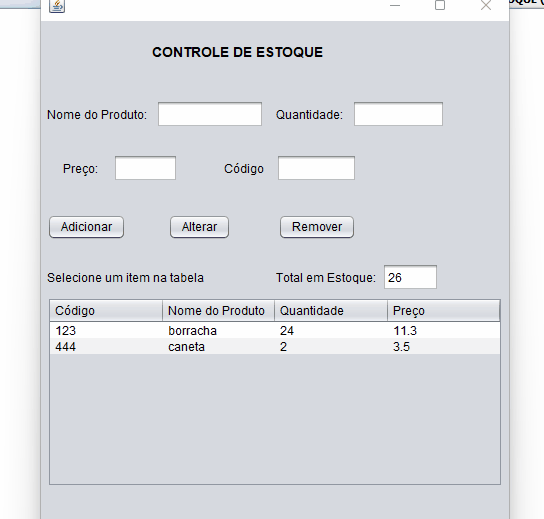 CONTROLE DE ESTOQUE
Nome do Produto: Quantidade:
Preço: Código
Adicionar Alterar Remover
Selecione um item na tabela Total em Estoque: 26
Código Nome do Produto Quantidade Preço
123 borracha 24 11.3
444 caneta 2 3.5